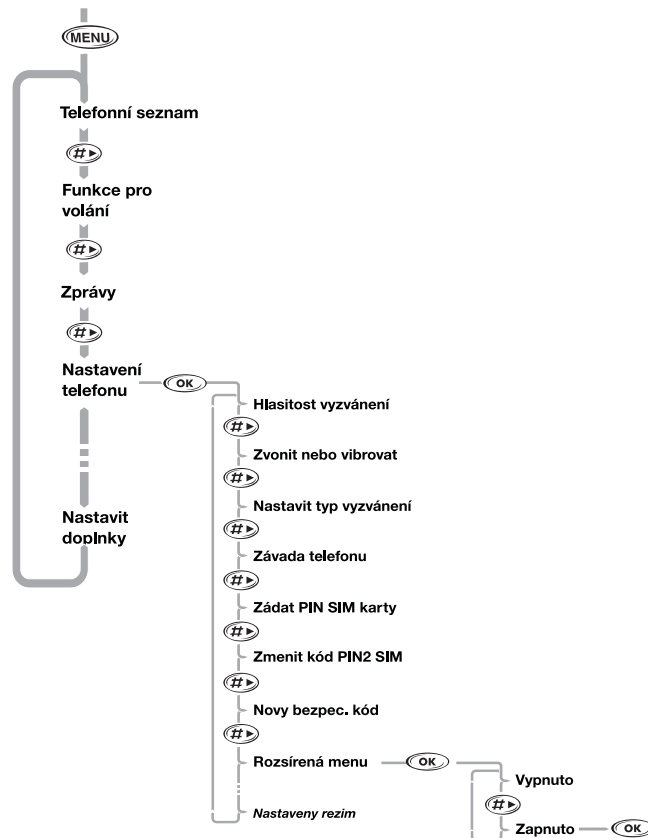 MENU
Telefonní seznam
#►
Funkce pro
volání
#►
Zprávy
#►
Nastavení
telefonu
OK
Hlasitost vyzvánení
#►
Zvonit nebo vibrovat
#►
Nastavit typ vyzvánení
#►
Závada telefonu
#►
Zádat PIN SIM karty
#►
Zmenit kód PIN2 SIM
#►
Novy bezpec. kód
#►
Rozsírená menu
OK
Vypnuto
#►
Zapnuto
OK
Nastaveny rezim
Nastavit
doplnky